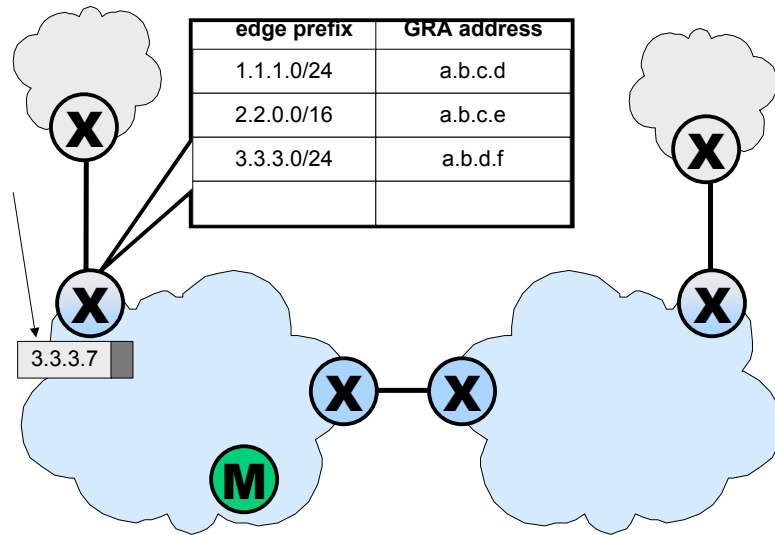 edge prefix GRA address
1.1.1.0/24 a.b.c.d
2.2.0.0/16 a.b.c.e
3.3.3.0/24 a.b.d.f
X
X
X
X
3.3.3.7
X
X
M